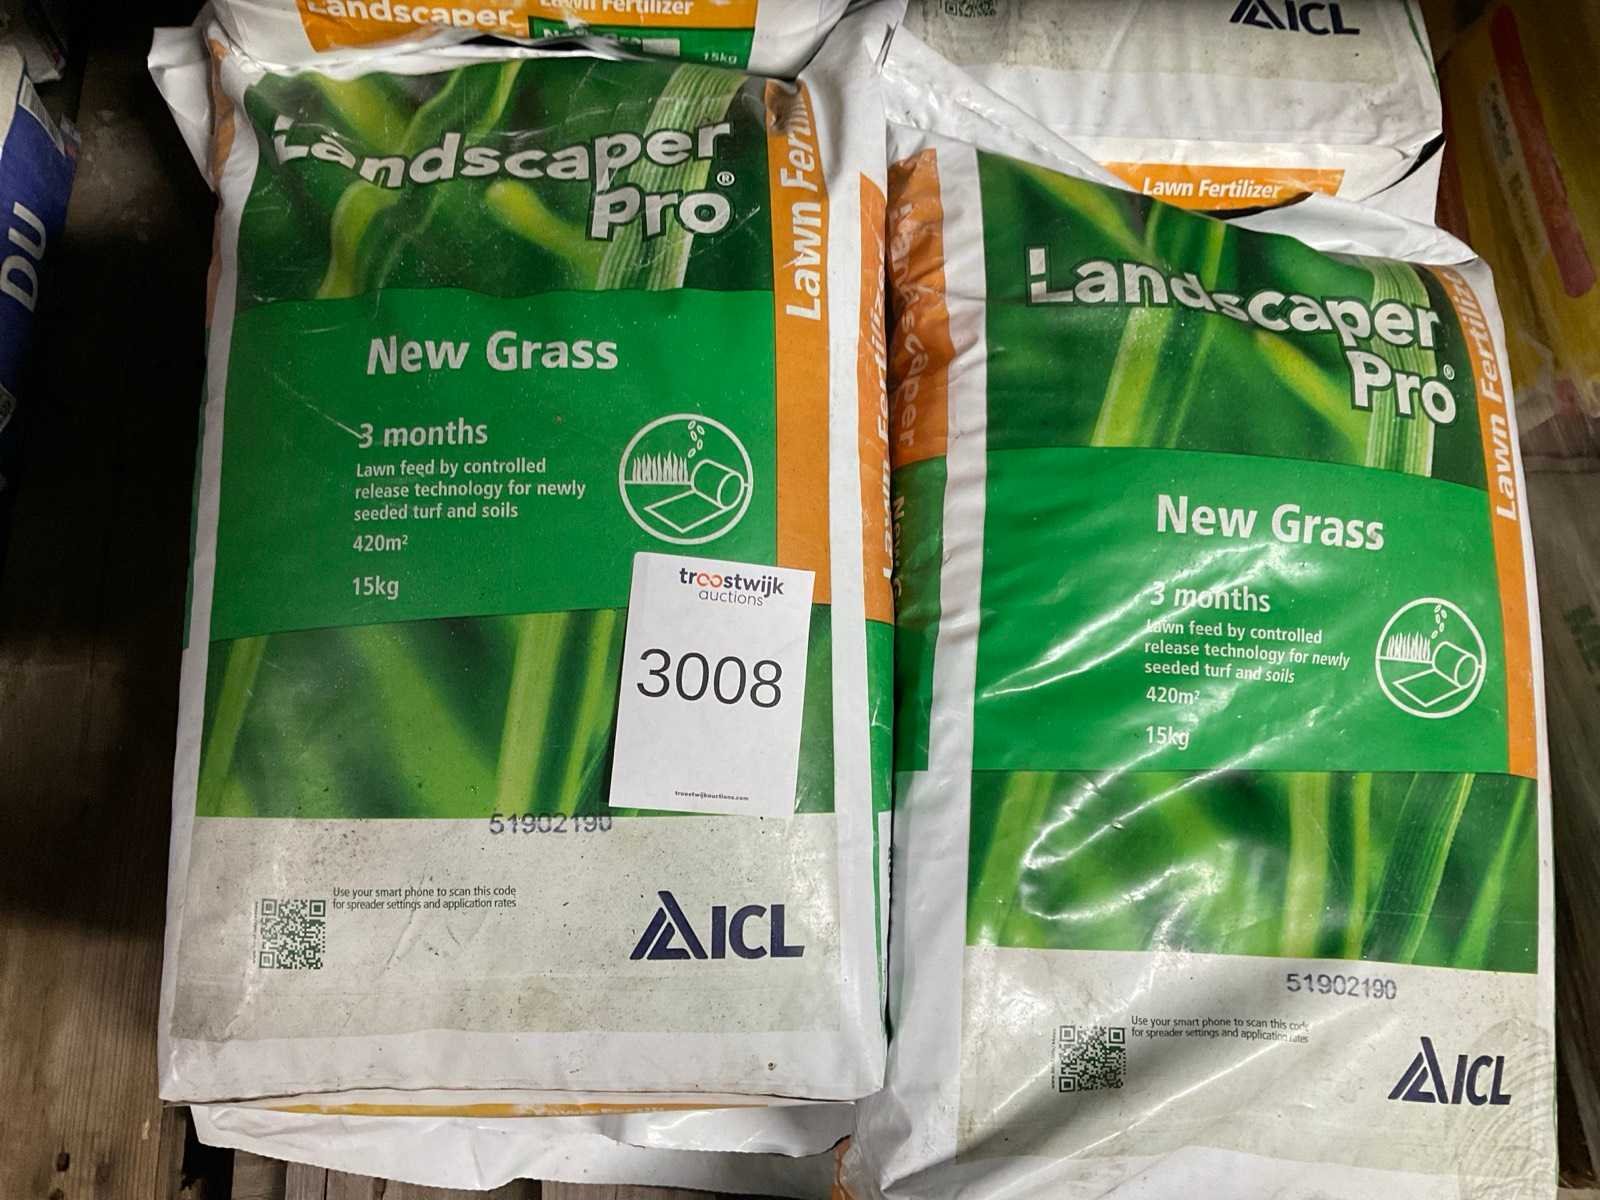 Landscaper
Lawn Fertilizer
15kg
ICL
Lawn Fertilizer
DU
Landscaper
Pro®
New Grass
3 months
Lawn feed by controlled
release technology for newly
seeded turf and soils
420m²
15kg
troostwijk
auctions
3008
troostwijkauctions.com
51902190
Use your smart phone to scan this code
for spreader settings and application rates
ICL
Landscaper
Pro®
Lawn
New Grass
3 months
Lawn feed by controlled
release technology for newly
seeded turf and soils
420m²
15kg
51902190
Use your smart phone to scan this code
for spreader settings and application rates
ICL